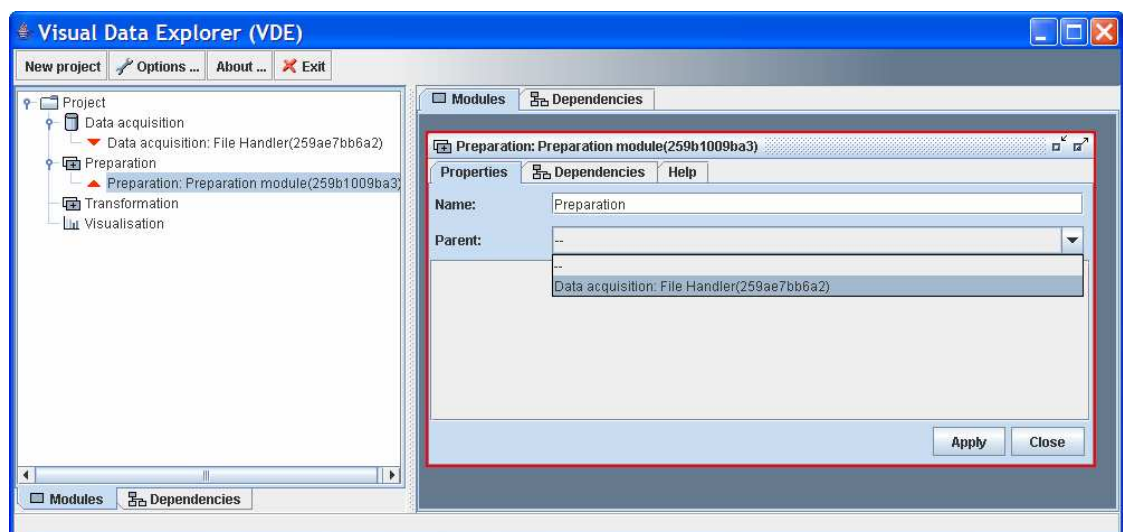 Visual Data Explorer (VDE)
New project Options ... About ... Exit
Project
Data acquisition
Data acquisition: File Handler(259ae7bb6a2)
Preparation
Preparation: Preparation module(259b1009ba3)
Transformation
Visualisation
Modules Dependencies
Modules Dependencies
Preparation: Preparation module(259b1009ba3)
Properties Dependencies Help
Name: Preparation
Parent: --
--
Data acquisition: File Handler(259ae7bb6a2)
Apply Close